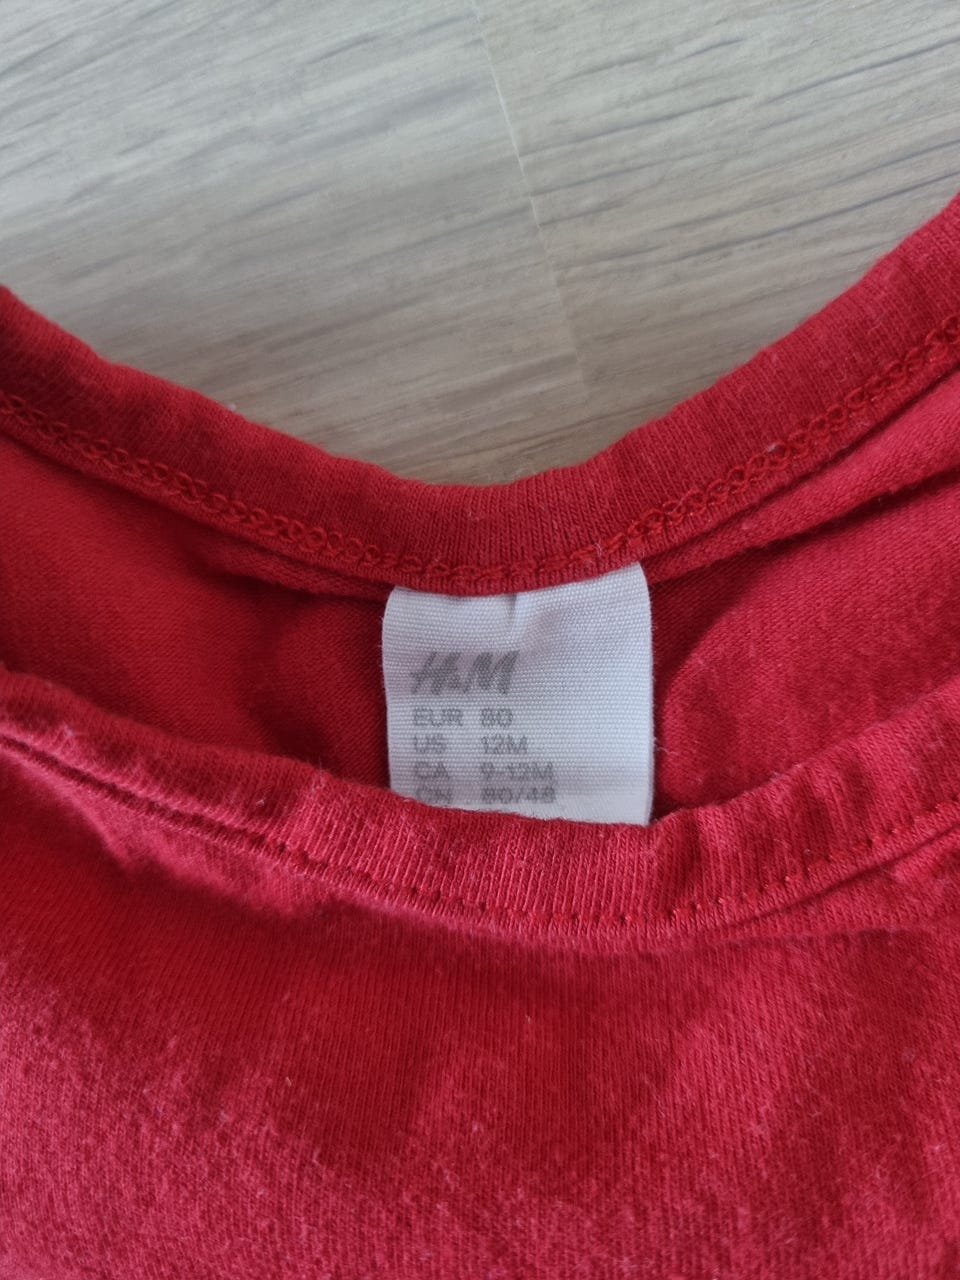 H&M
EUR 80
US 12M
CA 9-12M
CN 80/48